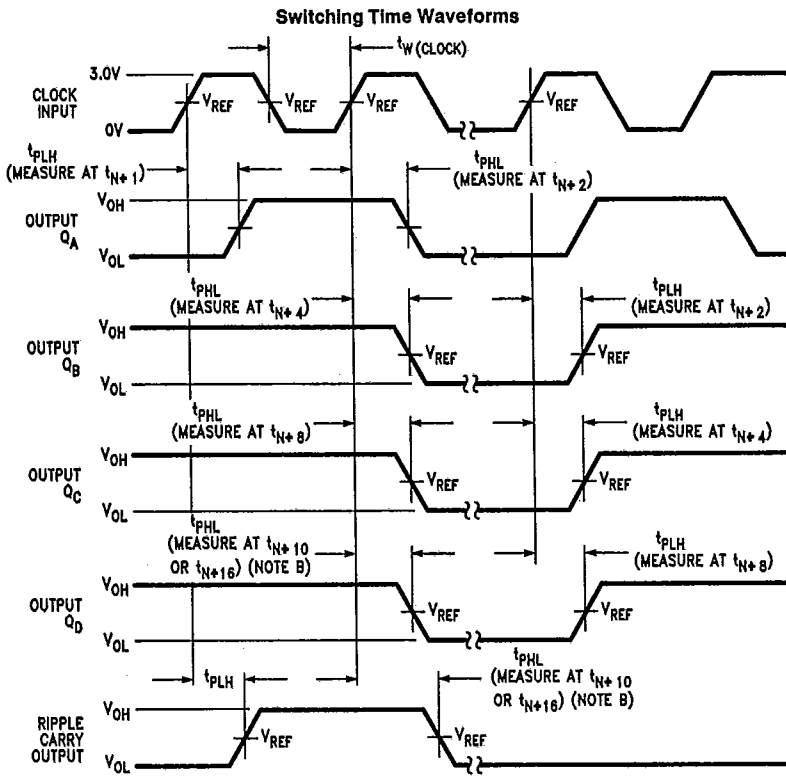 Switching Time Waveforms
tW(CLOCK)
3.0V
CLOCK
INPUT
VREF
VREF
VREF
VREF
0V
tPLH
(MEASURE AT tN+1)
tPHL
(MEASURE AT tN+2)
VOH
OUTPUT
QA
VOL
tPHL
(MEASURE AT tN+4)
tPLH
(MEASURE AT tN+2)
VOH
OUTPUT
QB
VREF
VREF
VOL
tPHL
(MEASURE AT tN+8)
tPLH
(MEASURE AT tN+4)
VOH
OUTPUT
QC
VREF
VREF
VOL
tPHL
(MEASURE AT tN+10
OR tN+16) (NOTE B)
tPLH
(MEASURE AT tN+8)
VOH
OUTPUT
QD
VREF
VREF
VOL
tPLH
tPHL
(MEASURE AT tN+10
OR tN+16) (NOTE B)
VOH
RIPPLE
CARRY
OUTPUT
VREF
VREF
VOL